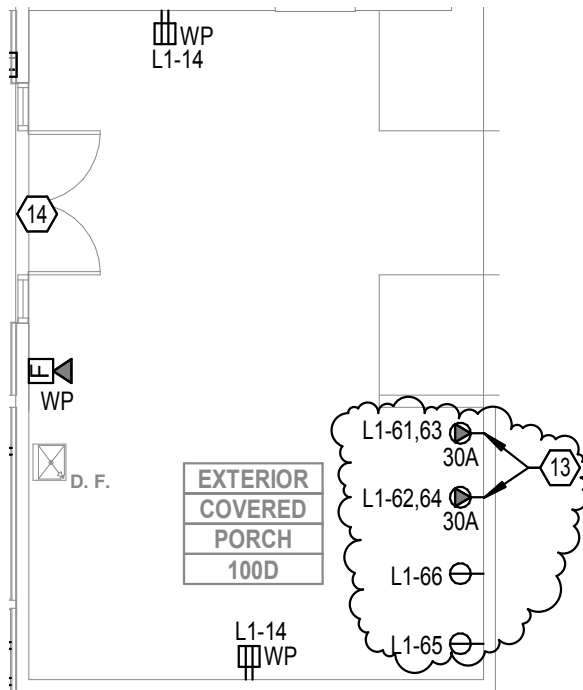 WP
L1-14
14
F
WP
D. F.
L1-61,63
30A
13
L1-62,64
30A
EXTERIOR
COVERED
PORCH
100D
L1-66
L1-14
WP
L1-65